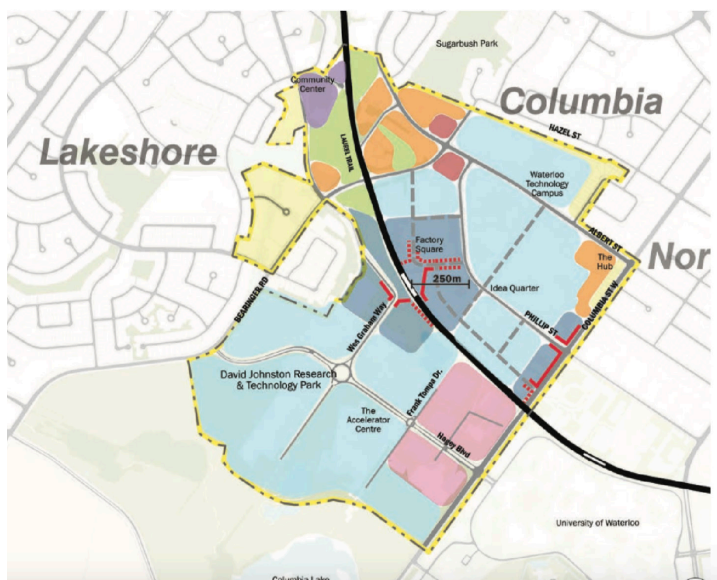 Sugarbush Park
Community
Center
Columbia
HAZEL ST
LAUREL TRAIL
Lakeshore
Waterloo
Technology
Campus
ALBERT ST
Factory
Square
The
Hub
Nor
250m
Idea Quarter
BEARINGER RD
COLUMBIA ST W.
PHILLIP ST.
Wes Graham Way
David Johnston Research
& Technology Park
Frank Tompa Dr.
The
Accelerator
Centre
Hagey Blvd
University of Waterloo
Columbia Lake